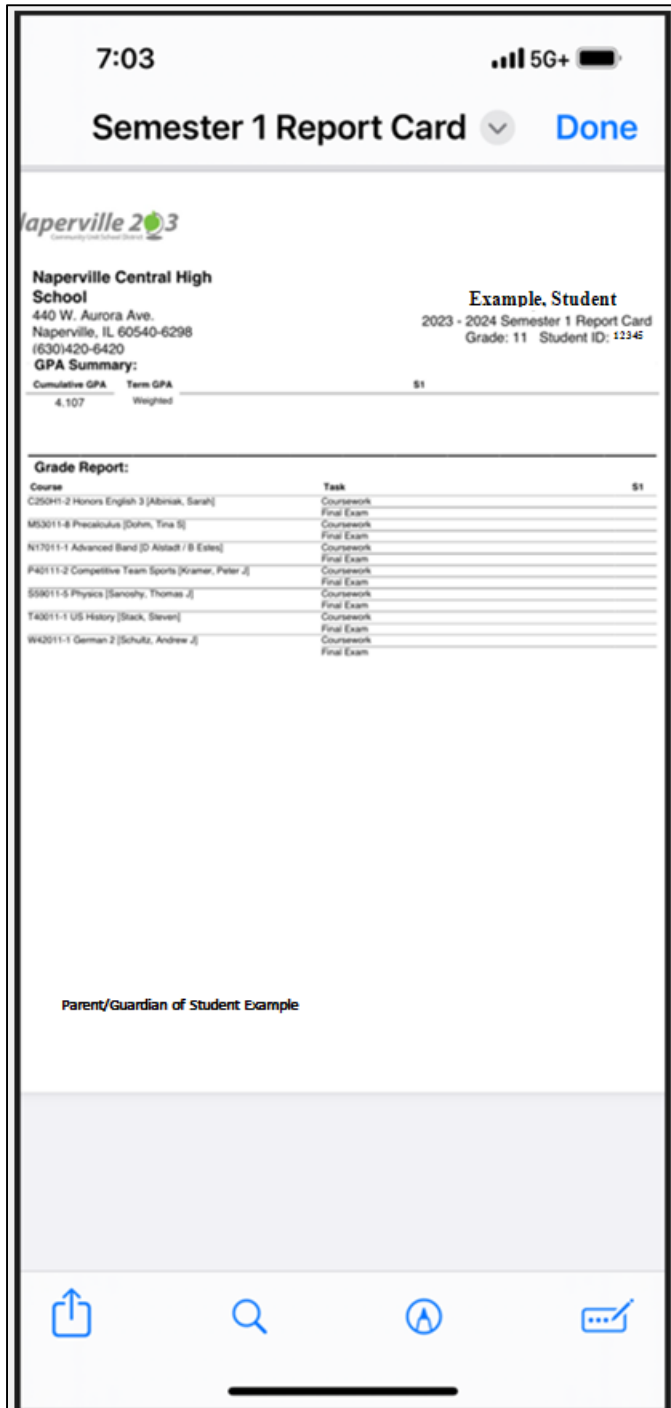 7:03 5G+
Semester 1 Report Card Done
Naperville 203
Community Unit School District
Naperville Central High
School
440 W. Aurora Ave.
Naperville, IL 60540-6298
(630)420-6420
Example, Student
2023 - 2024 Semester 1 Report Card
Grade: 11 Student ID: 12345
GPA Summary:
Cumulative GPA Term GPA S1
4.107 Weighted
Grade Report:
Course Task S1
C250H1-2 Honors English 3 [Albiniak, Sarah] Coursework
Final Exam
M53011-8 Precalculus [Dohm, Tina S] Coursework
Final Exam
N17011-1 Advanced Band [D Alstadt / B Estes] Coursework
Final Exam
P40111-2 Competitive Team Sports [Kramer, Peter J] Coursework
Final Exam
S59011-5 Physics [Sanoshy, Thomas J] Coursework
Final Exam
T40011-1 US History [Stack, Steven] Coursework
Final Exam
W42011-1 German 2 [Schultz, Andrew J] Coursework
Final Exam
Parent/Guardian of Student Example